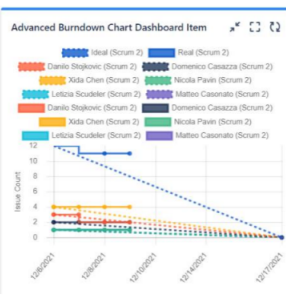 Advanced Burndown Chart Dashboard Item
Ideal (Scrum 2) Real (Scrum 2)
Danilo Stojkovic (Scrum 2) Domenico Casazza (Scrum 2)
Xida Chen (Scrum 2) Nicola Pavin (Scrum 2)
Letizia Scudeler (Scrum 2) Matteo Casonato (Scrum 2)
Danilo Stojkovic (Scrum 2) Domenico Casazza (Scrum 2)
Xida Chen (Scrum 2) Nicola Pavin (Scrum 2)
Letizia Scudeler (Scrum 2) Matteo Casonato (Scrum 2)
Issue Count
12
10
8
6
4
2
0
12/6/2021 12/8/2021 12/10/2021 12/14/2021 12/17/2021